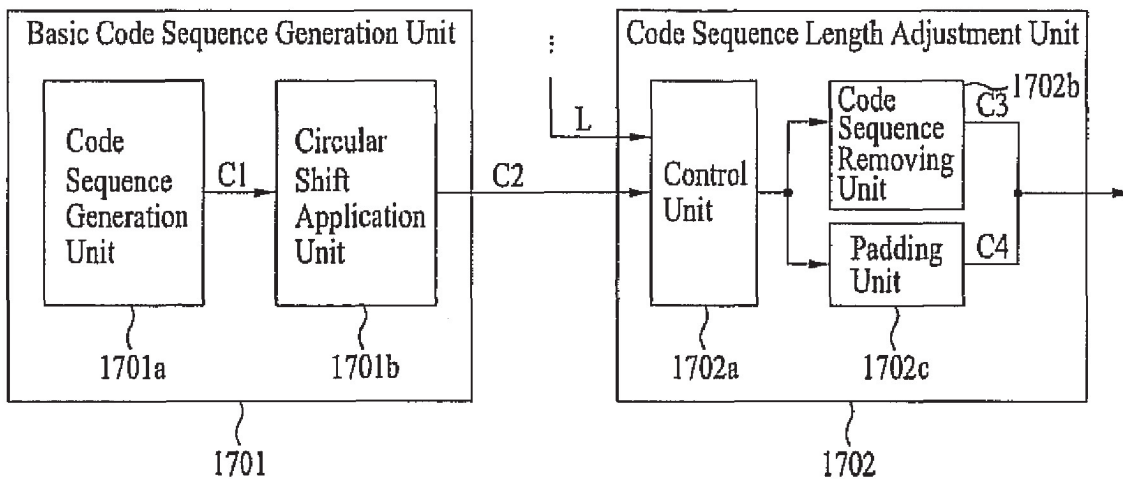 Basic Code Sequence Generation Unit
Code
Sequence
Generation
Unit
1701a
C1
Circular
Shift
Application
Unit
1701b
1701
C2
⋮
L
Code Sequence Length Adjustment Unit
Control
Unit
1702a
Code
Sequence
Removing
Unit
1702b
C3
Padding
Unit
C4
1702c
1702